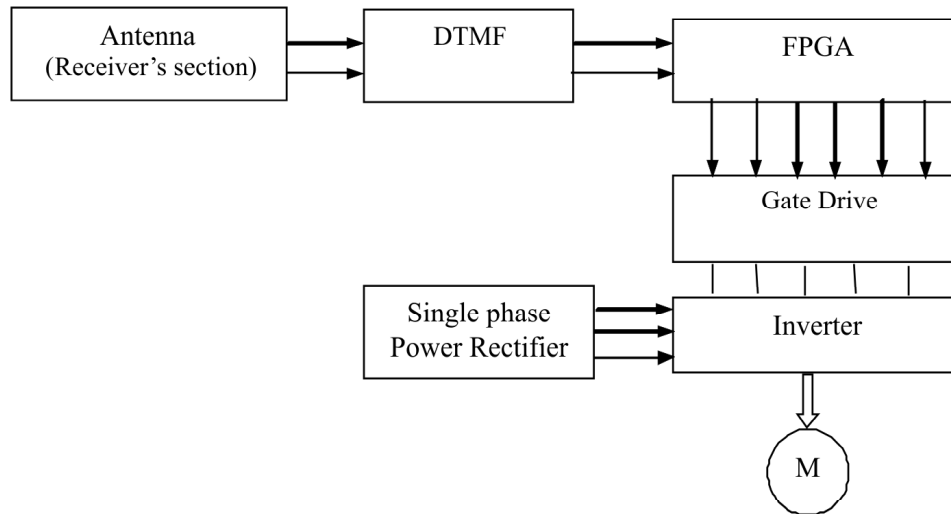 Antenna
(Receiver's section)
DTMF
FPGA
Gate Drive
Single phase
Power Rectifier
Inverter
M